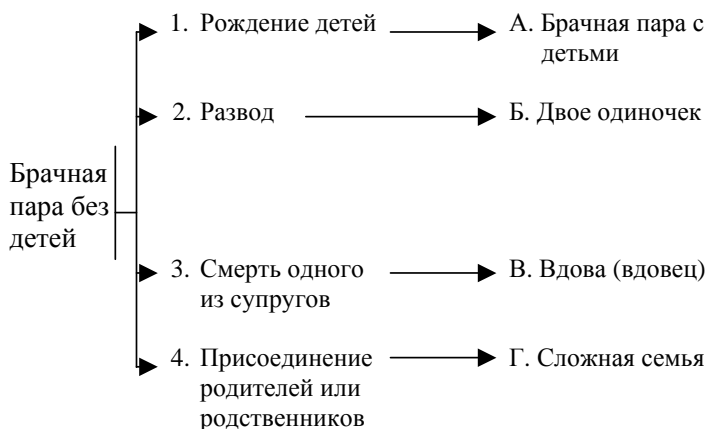 1. Рождение детей
А. Брачная пара с
детьми
2. Развод
Б. Двое одиночек
Брачная
пара без
детей
3. Смерть одного
из супругов
В. Вдова (вдовец)
4. Присоединение
родителей или
родственников
Г. Сложная семья